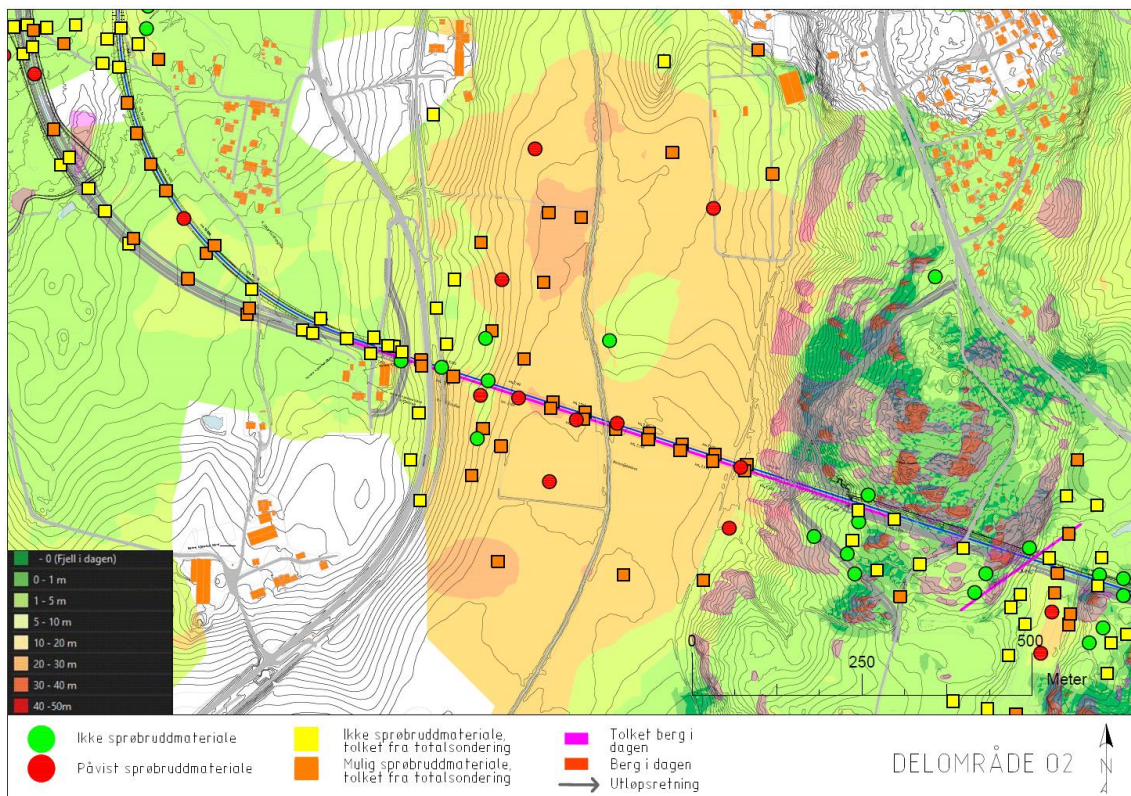 - 0 (Fjell i dagen)
0 - 1 m
1 - 5 m
5 - 10 m
10 - 20 m
20 - 30 m
30 - 40 m
40 -50m
0
250
500
Meter
Ikke sprøbruddmateriale
Påvist sprøbruddmateriale
Ikke sprøbruddmateriale,
tolket fra totalsondering
Mulig sprøbruddmateriale,
tolket fra totalsondering
Tolket berg i
dagen
Berg i dagen
Utløpsretning
DELOMRÅDE 02
N